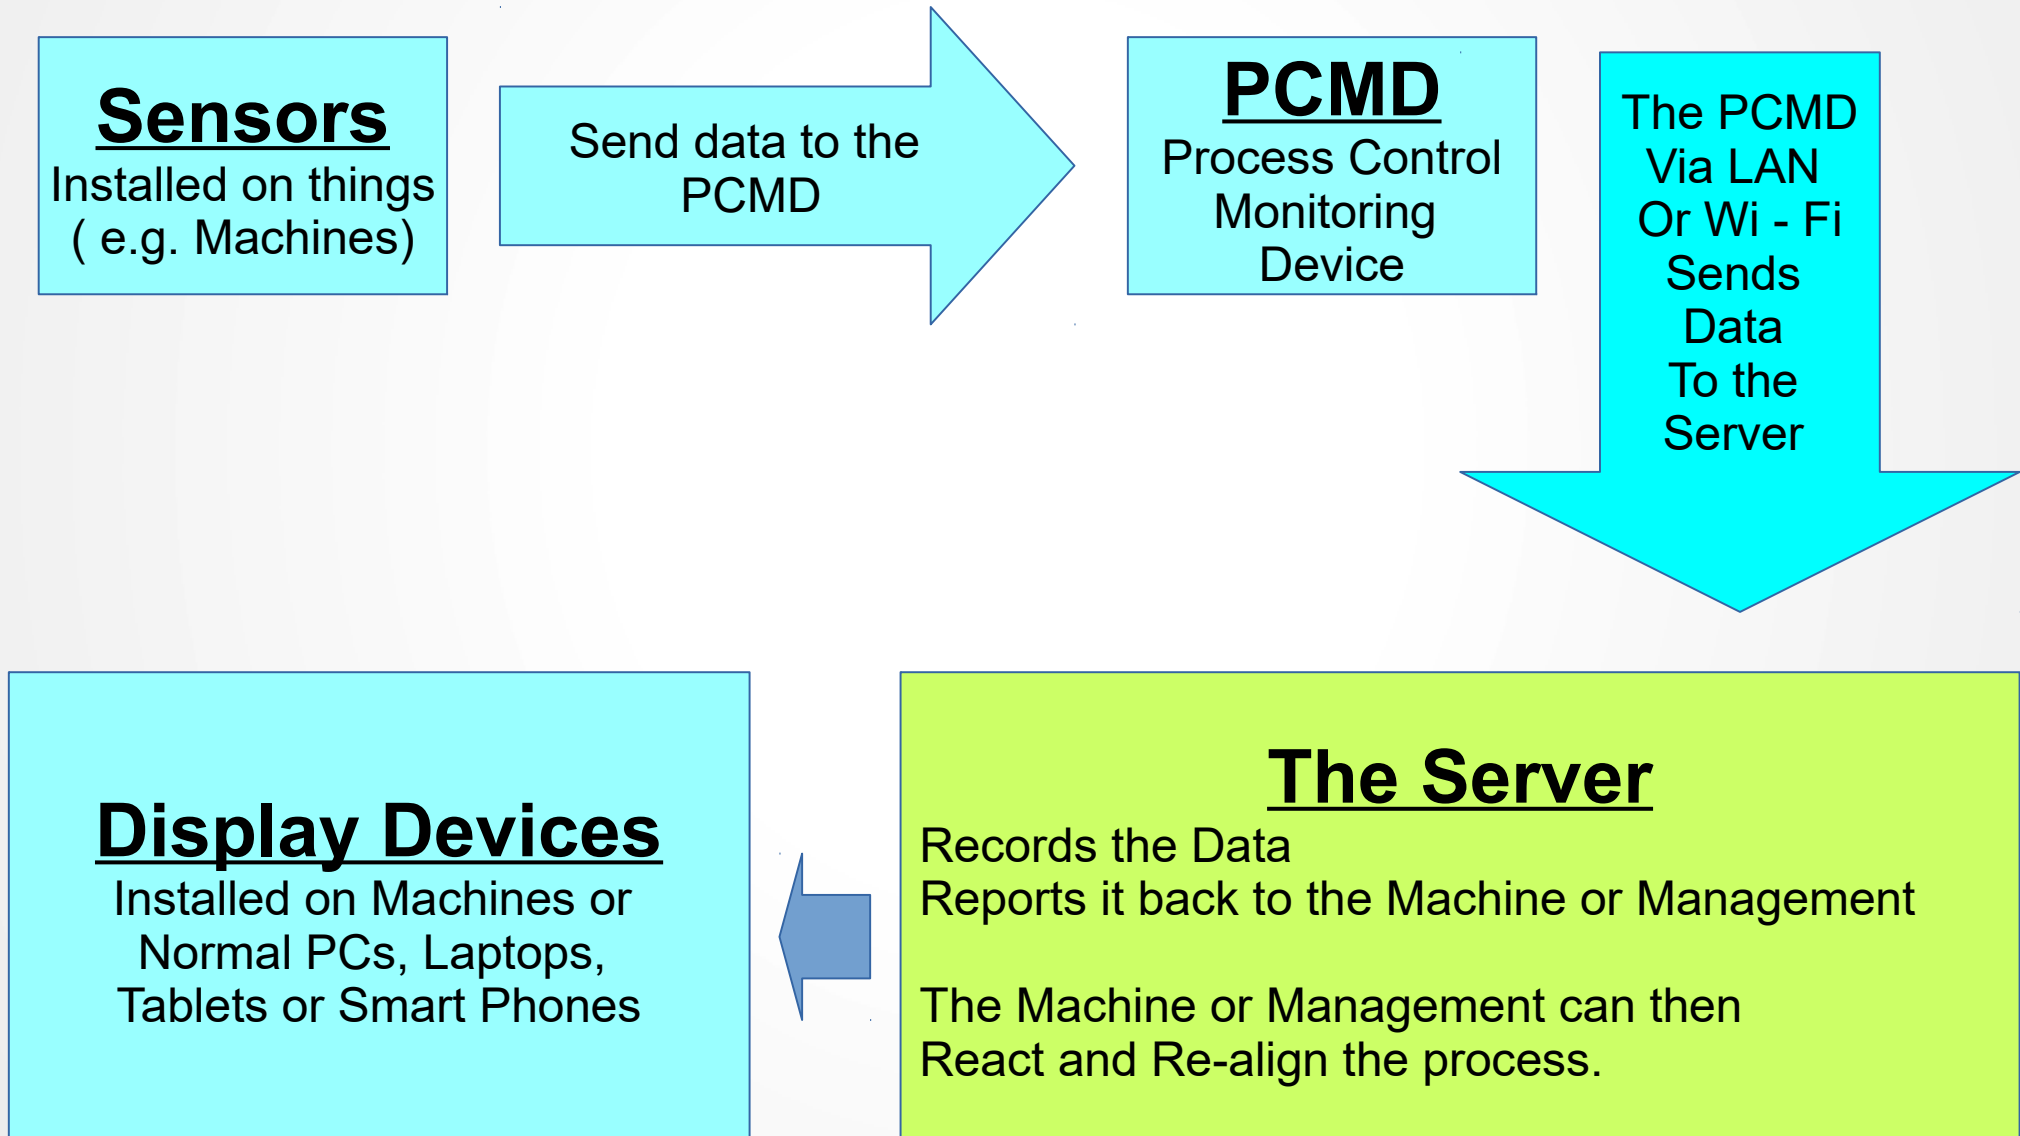 Sensors
Installed on things
( e.g. Machines)
Send data to the
PCMD
PCMD
Process Control
Monitoring
Device
The PCMD
Via LAN
Or Wi - Fi
Sends
Data
To the
Server
Display Devices
Installed on Machines or
Normal PCs, Laptops,
Tablets or Smart Phones
The Server
Records the Data
Reports it back to the Machine or Management
The Machine or Management can then
React and Re-align the process.